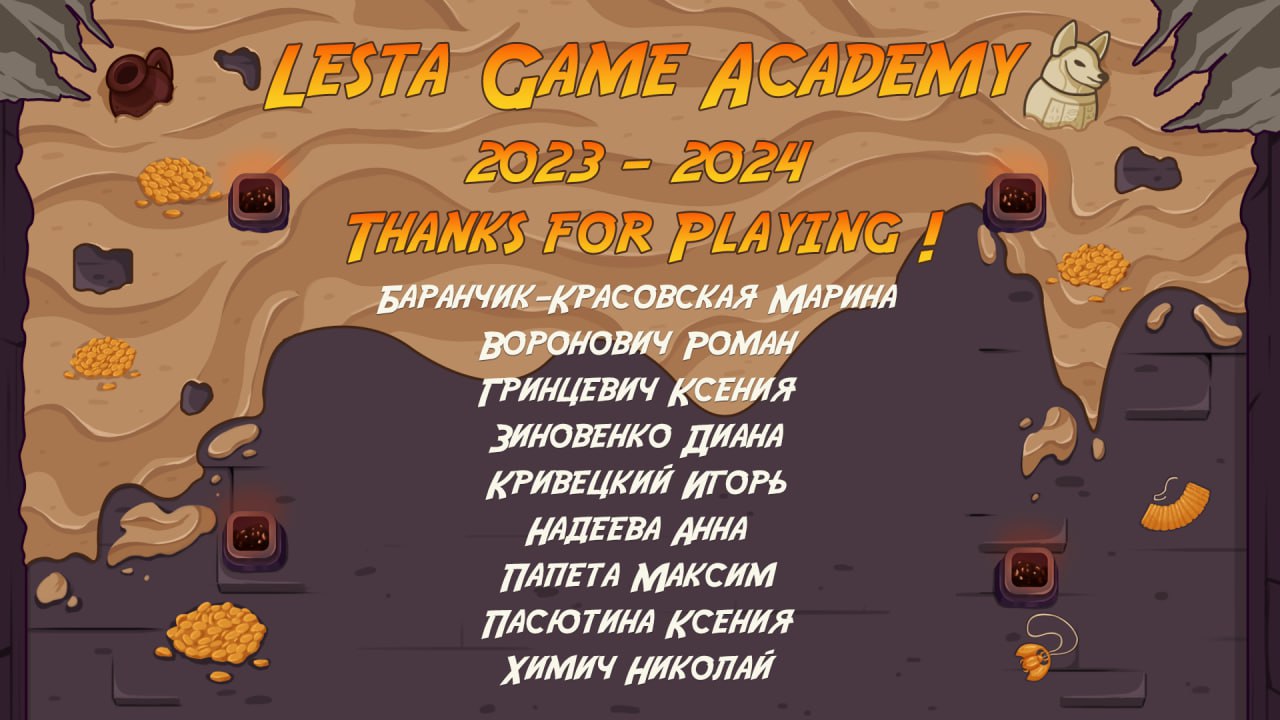 Lesta Game Academy
2023 - 2024
Thanks for Playing !
Баранчик-Красовская Марина
Воронович Роман
Гринцевич Ксения
Зиновенко Диана
Кривецкий Игорь
Надеева Анна
Папета Максим
Пасютина Ксения
Химич Николай